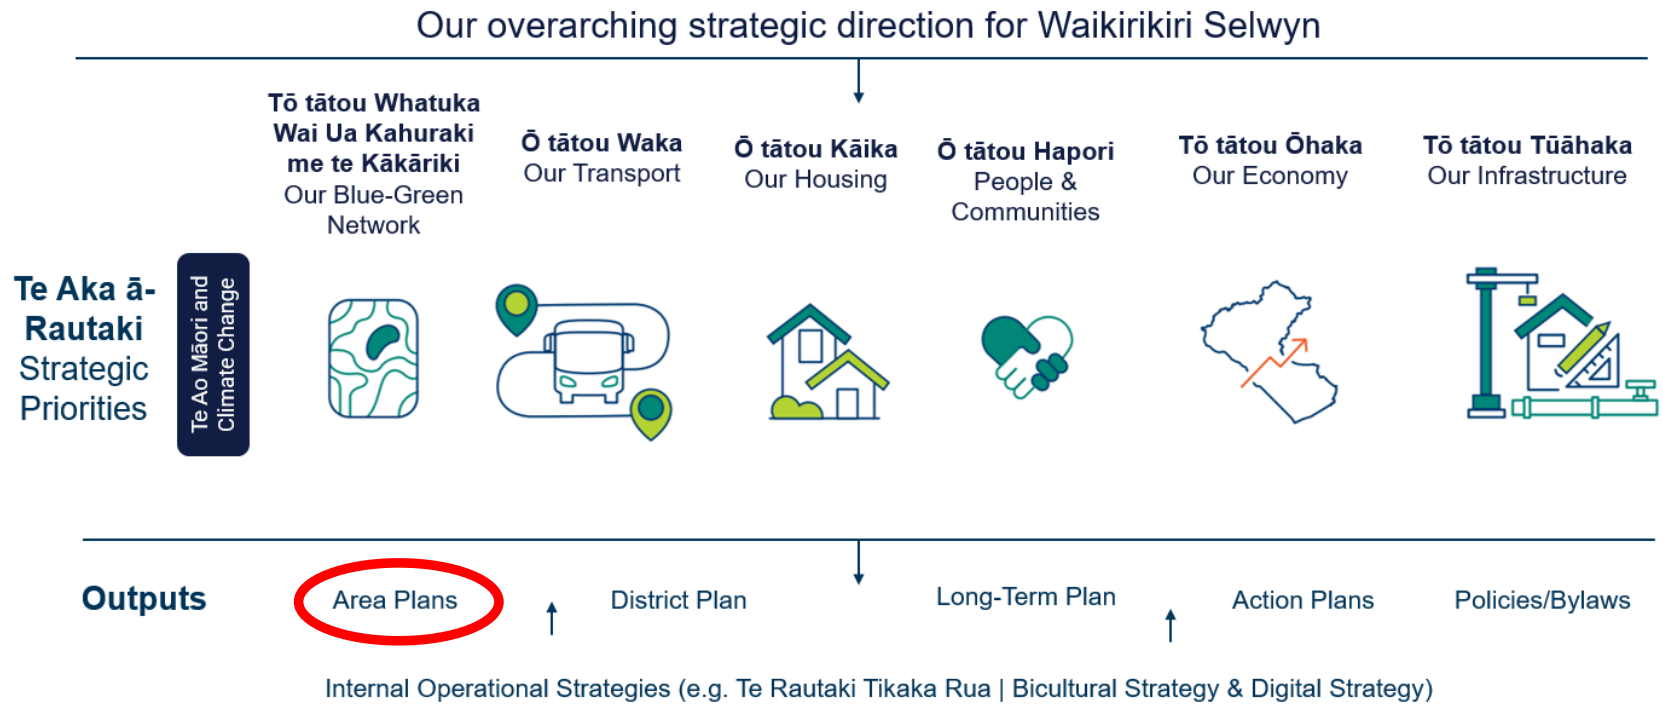 Our overarching strategic direction for Waikirikiri Selwyn
Tō tātou Whatuka
Wai Ua Kahuraki
me te Kākāriki
Our Blue-Green
Network
Ō tātou Waka
Our Transport
Ō tātou Kāika
Our Housing
Ō tātou Hapori
People &
Communities
Tō tātou Ōhaka
Our Economy
Tō tātou Tūāhaka
Our Infrastructure
Te Aka ā-
Rautaki
Strategic
Priorities
Te Ao Māori and
Climate Change
Outputs
Area Plans
District Plan
Long-Term Plan
Action Plans
Policies/Bylaws
Internal Operational Strategies (e.g. Te Rautaki Tikaka Rua | Bicultural Strategy & Digital Strategy)